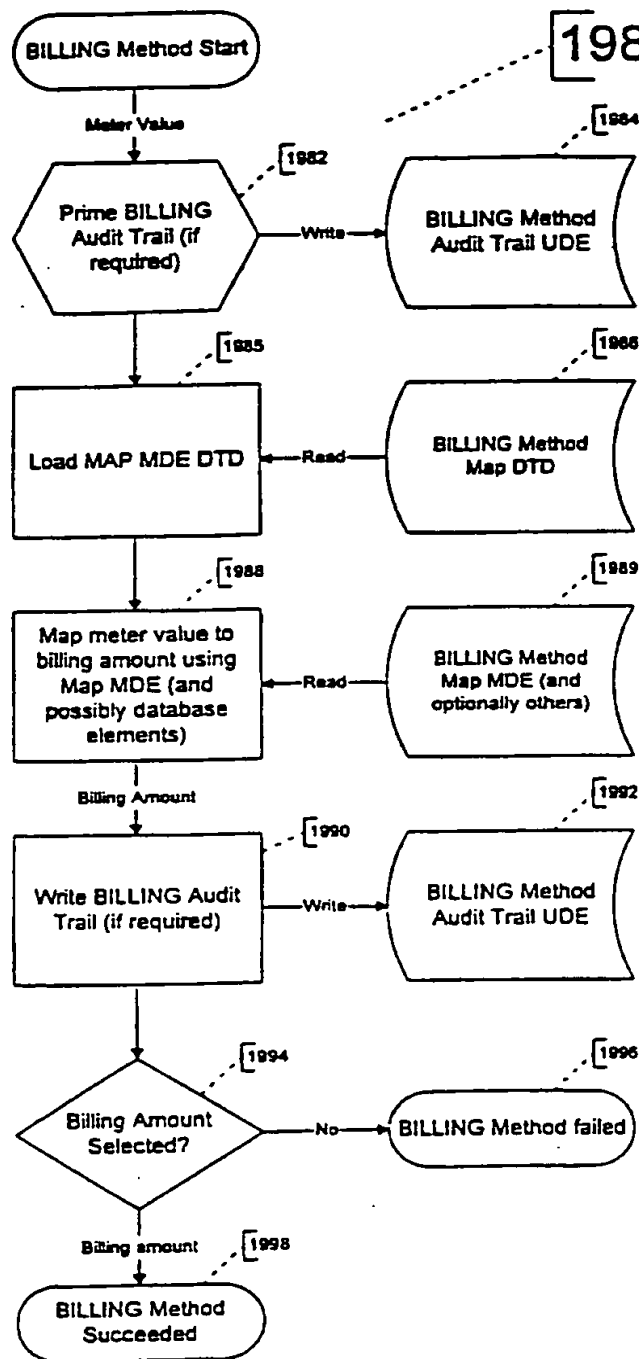 BILLING Method Start
198
Meter Value
1984
1982
Prime BILLING
Audit Trail (if
required)
Write
BILLING Method
Audit Trail UDE
1985
1986
Load MAP MDE DTD
Read
BILLING Method
Map DTD
1988
1989
Map meter value to
billing amount using
Map MDE (and
possibly database
elements)
Read
BILLING Method
Map MDE (and
optionally others)
Billing Amount
1992
1990
Write BILLING Audit
Trail (if required)
Write
BILLING Method
Audit Trail UDE
1994
1996
Billing Amount
Selected?
No
BILLING Method failed
Billing amount
1998
BILLING Method
Succeeded